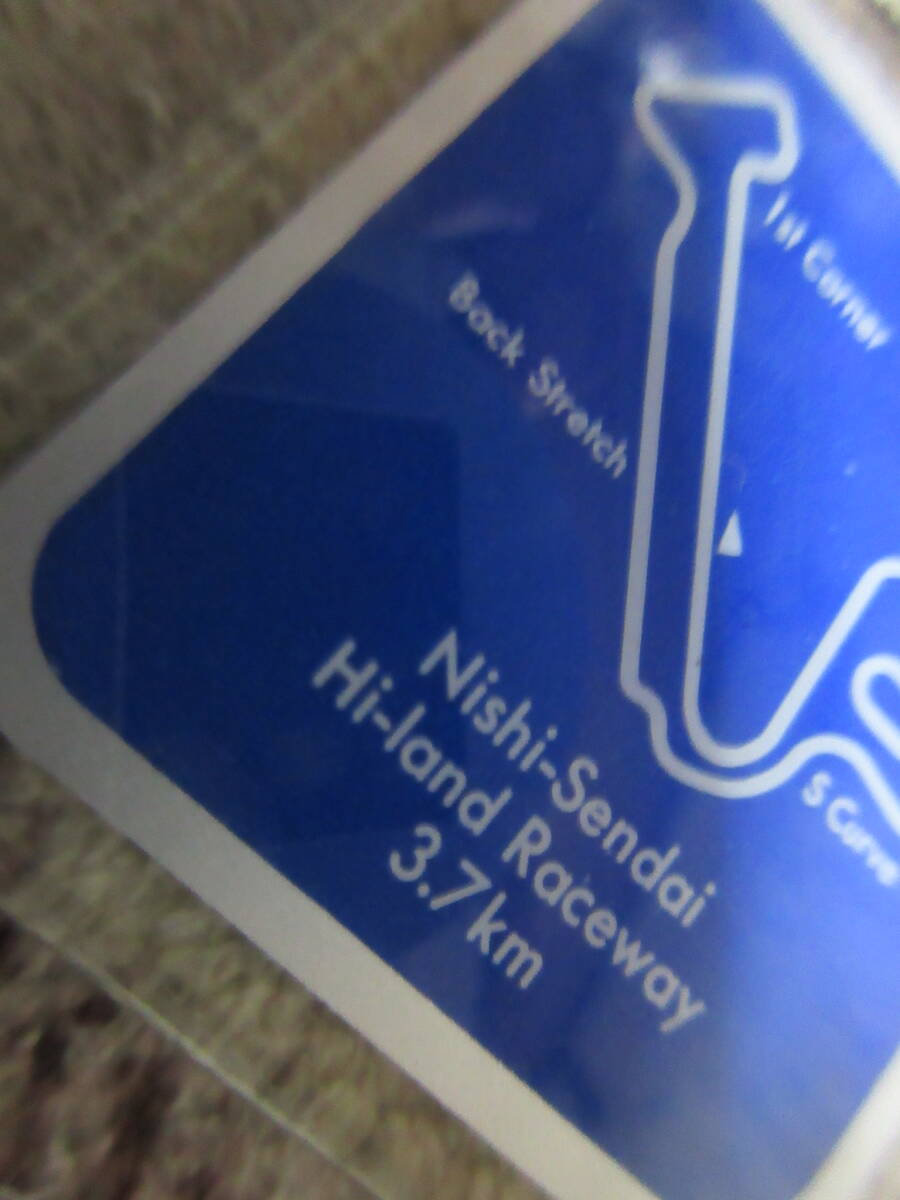 1st Corner
Back Stretch
S Curve
Nishi-Sendai
Hi-land Raceway
3.7km